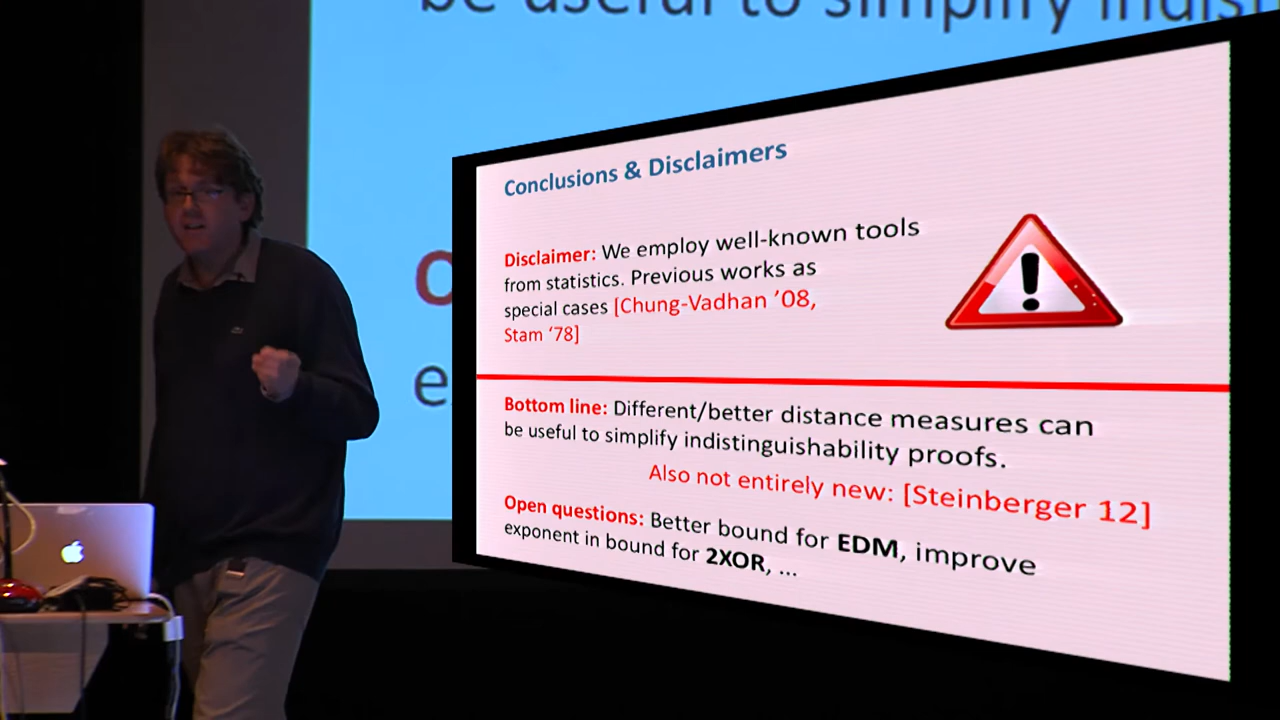 be useful to simplify indist
Conclusions & Disclaimers
Disclaimer: We employ well-known tools
from statistics. Previous works as
special cases [Chung-Vadhan ’08,
Stam ‘78]
Bottom line: Different/better distance measures can
be useful to simplify indistinguishability proofs.
Also not entirely new: [Steinberger 12]
Open questions: Better bound for EDM, improve
exponent in bound for 2XOR, ...